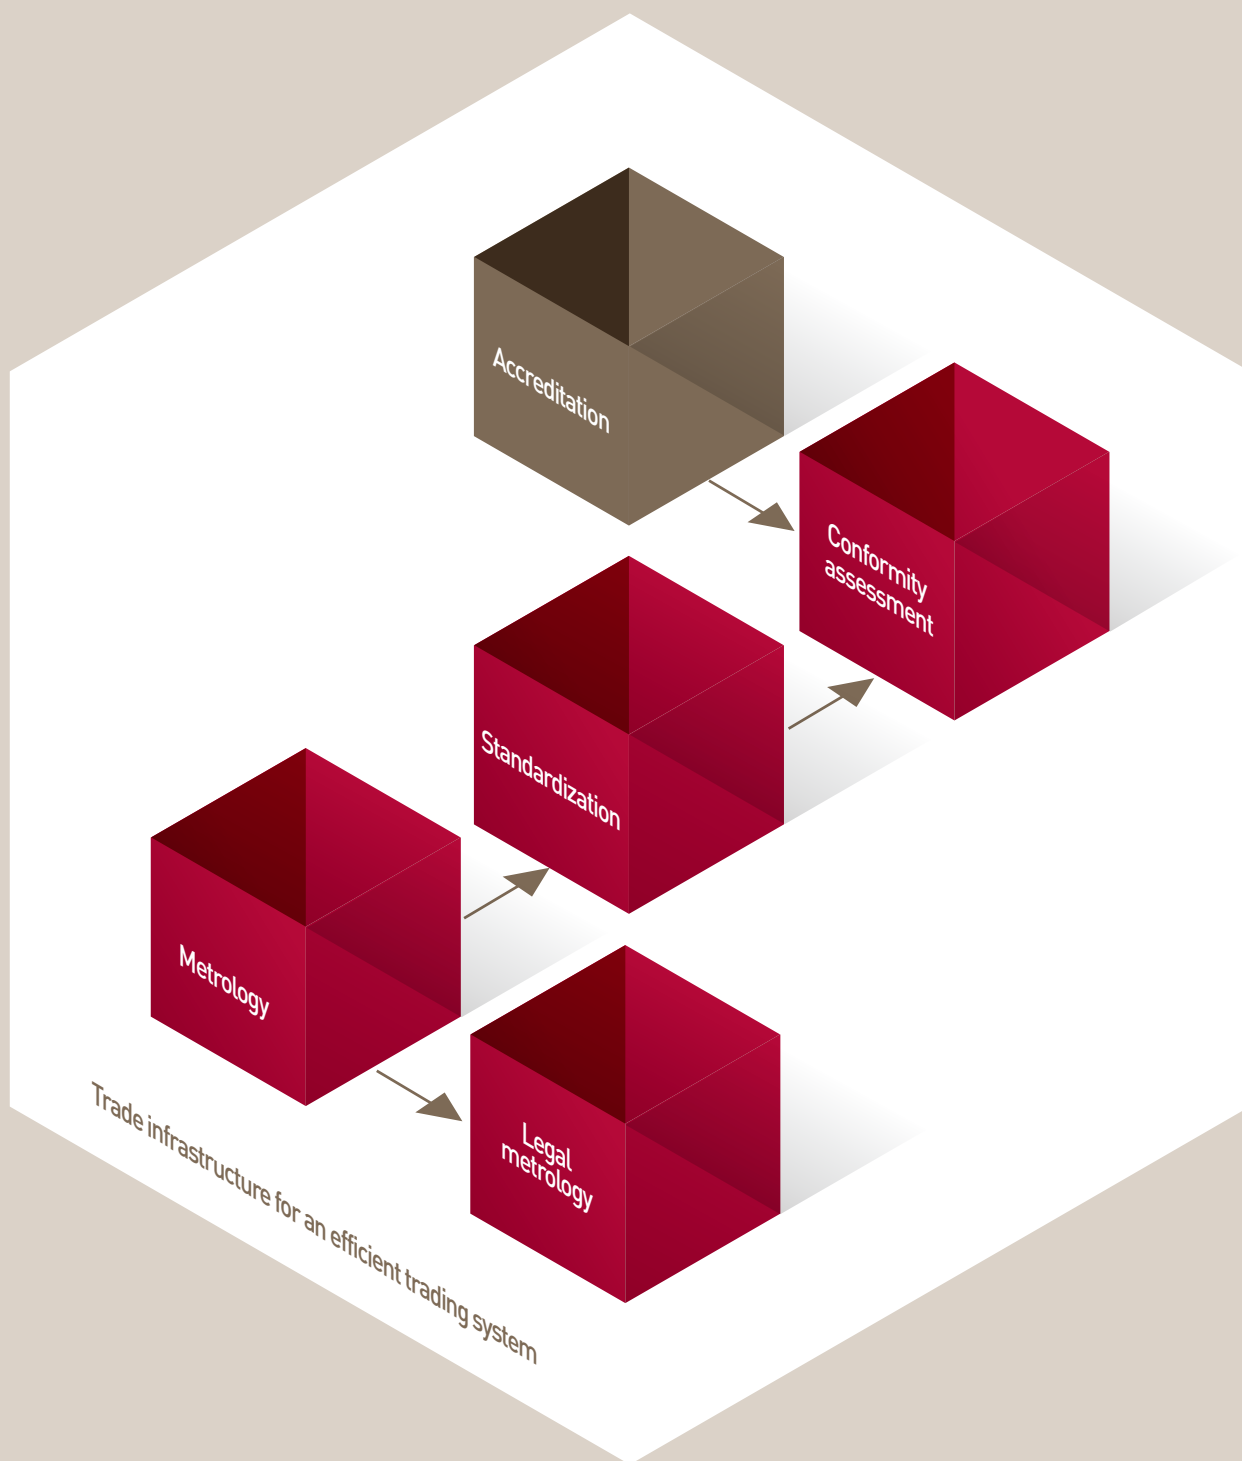 Accreditation
Conformity
assessment
Standardization
Metrology
Legal
metrology
Trade infrastructure for an efficient trading system